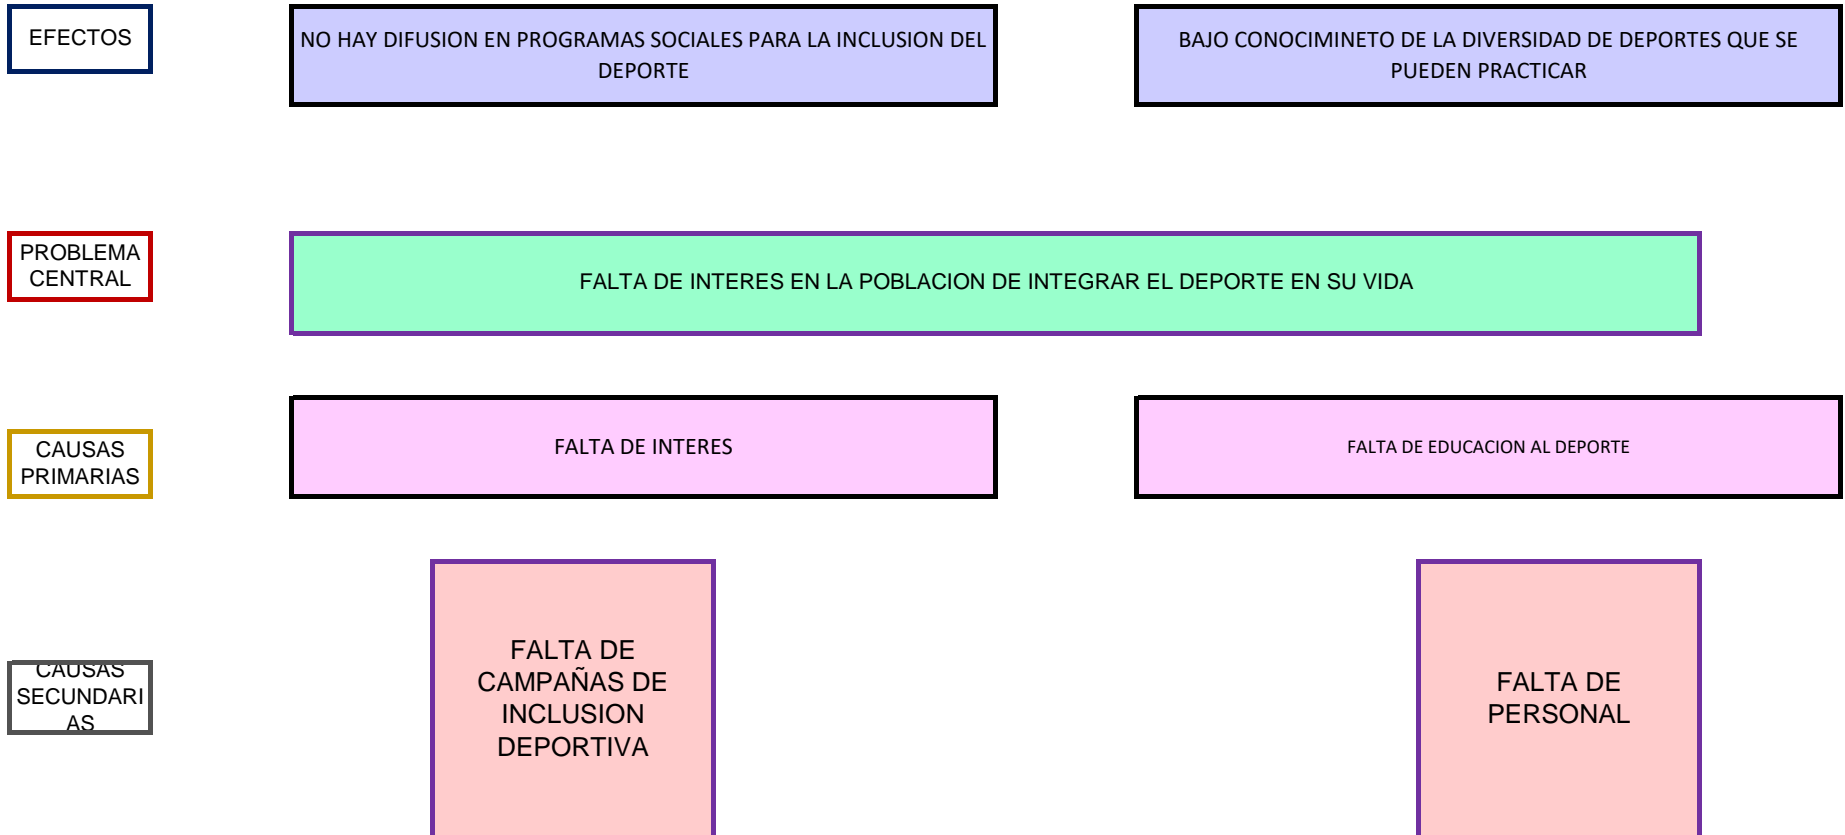 EFECTOS
NO HAY DIFUSION EN PROGRAMAS SOCIALES PARA LA INCLUSION DEL
DEPORTE
BAJO CONOCIMINETO DE LA DIVERSIDAD DE DEPORTES QUE SE
PUEDEN PRACTICAR
PROBLEMA
CENTRAL
FALTA DE INTERES EN LA POBLACION DE INTEGRAR EL DEPORTE EN SU VIDA
CAUSAS
PRIMARIAS
FALTA DE INTERES
FALTA DE EDUCACION AL DEPORTE
CAUSAS
SECUNDARI
AS
FALTA DE
CAMPAÑAS DE
INCLUSION
DEPORTIVA
FALTA DE
PERSONAL